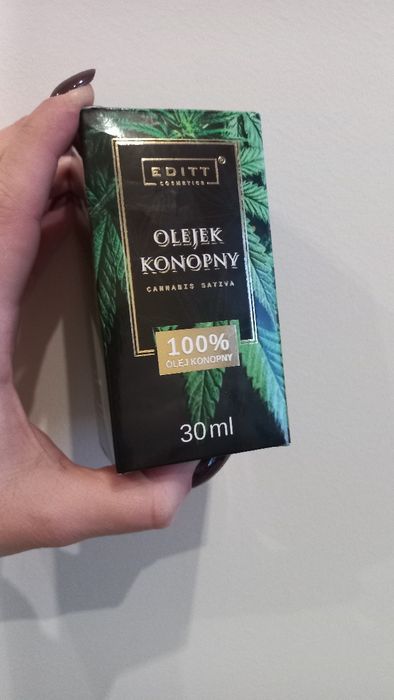 EDITT®
COSMETICS
OLEJEK
KONOPNY
CANNABIS SATIVA
100%
OLEJ KONOPNY
30ml